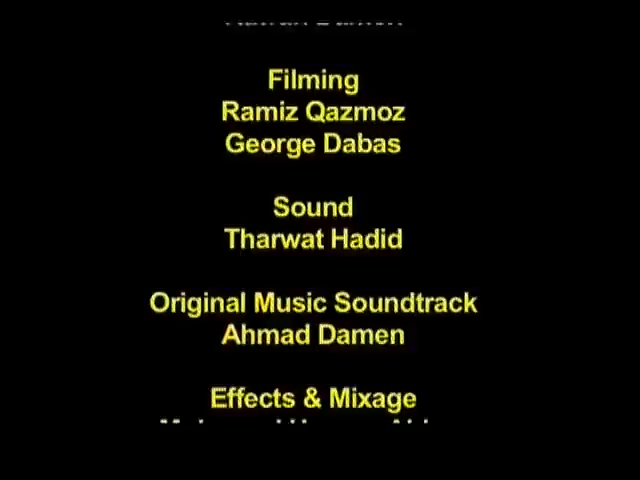 Filming
Ramiz Qazmoz
George Dabas
Sound
Tharwat Hadid
Original Music Soundtrack
Ahmad Damen
Effects & Mixage